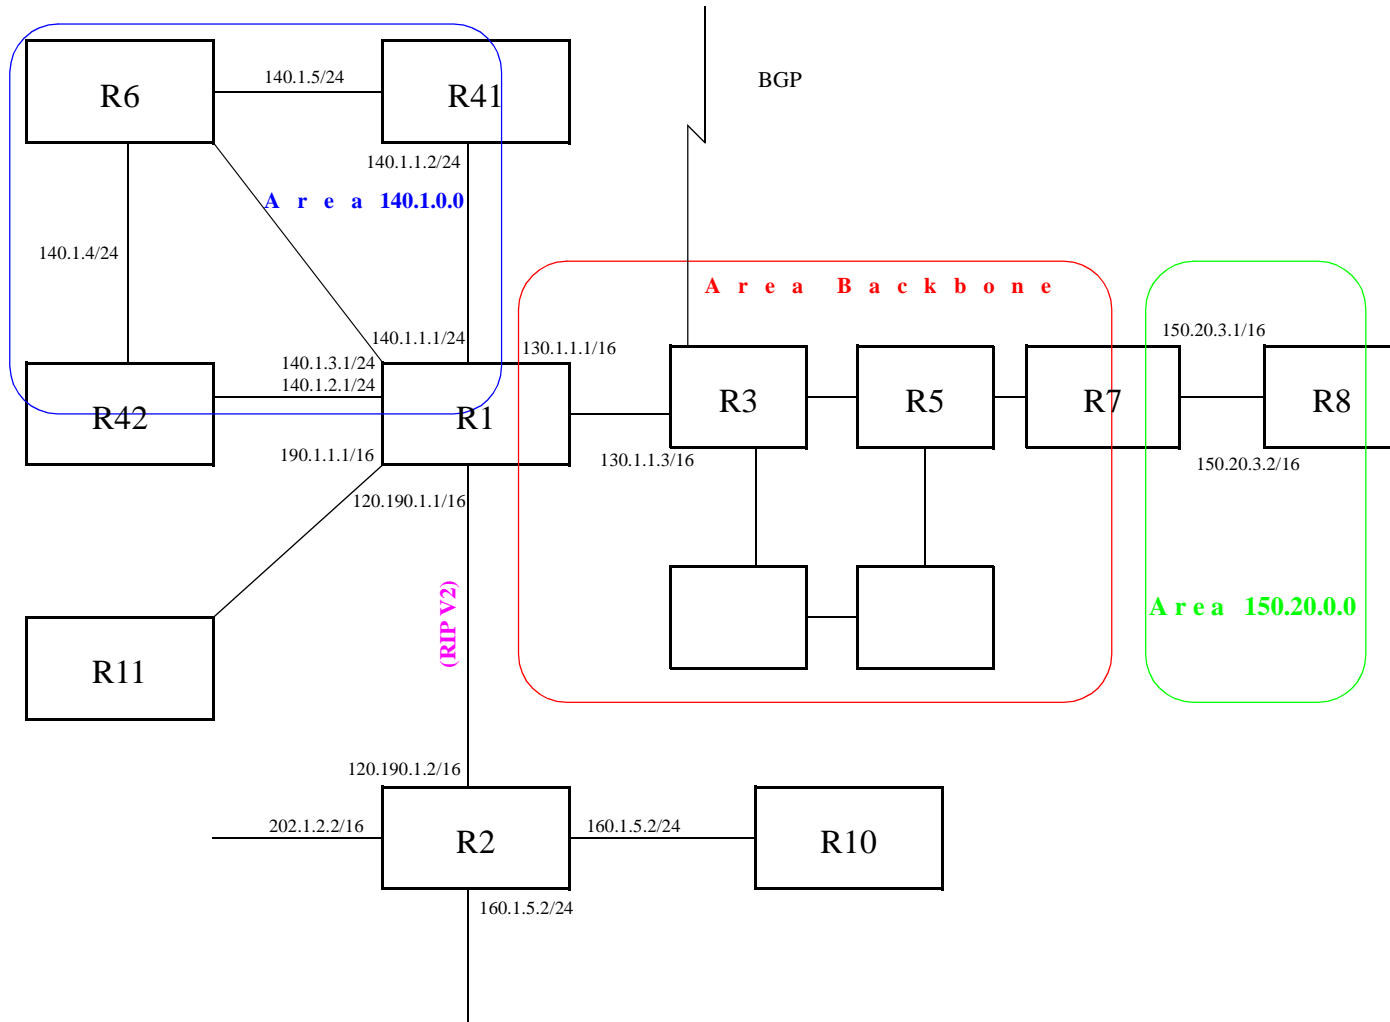 R6
140.1.5/24
R41
BGP
140.1.1.2/24
A r e a 140.1.0.0
140.1.4/24
A r e a B a c k b o n e
140.1.1.1/24
130.1.1.1/16
150.20.3.1/16
140.1.3.1/24
140.1.2.1/24
R42
R1
R3
R5
R7
R8
190.1.1.1/16
130.1.1.3/16
150.20.3.2/16
120.190.1.1/16
(RIP V2)
A r e a 150.20.0.0
R11
120.190.1.2/16
202.1.2.2/16
R2
160.1.5.2/24
R10
160.1.5.2/24